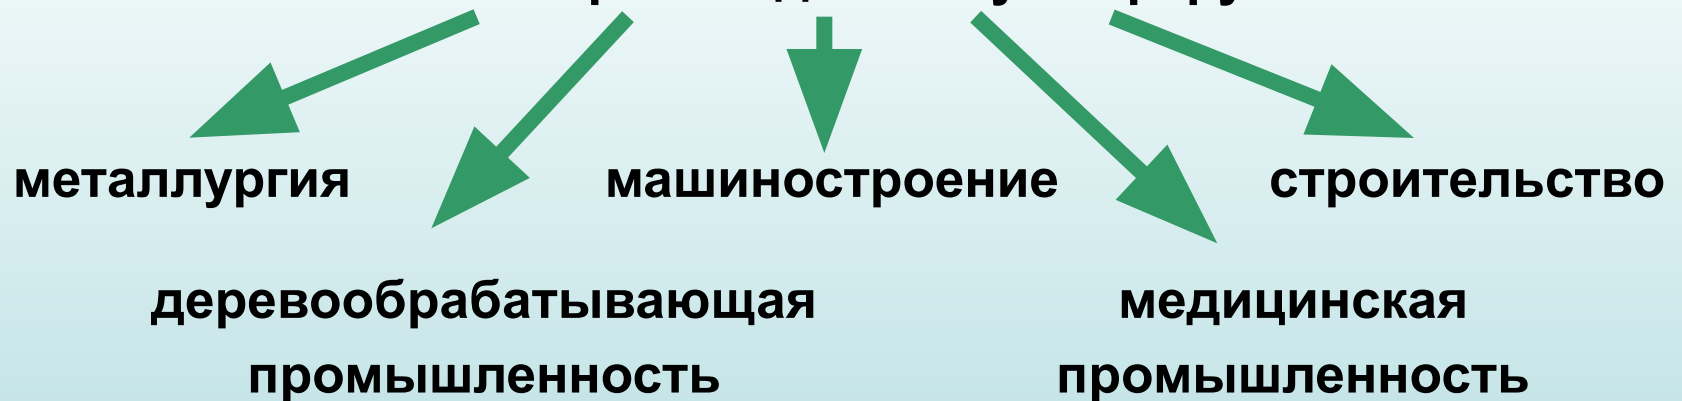 металлургия
машиностроение
строительство
деревообрабатывающая
промышленность
медицинская
промышленность